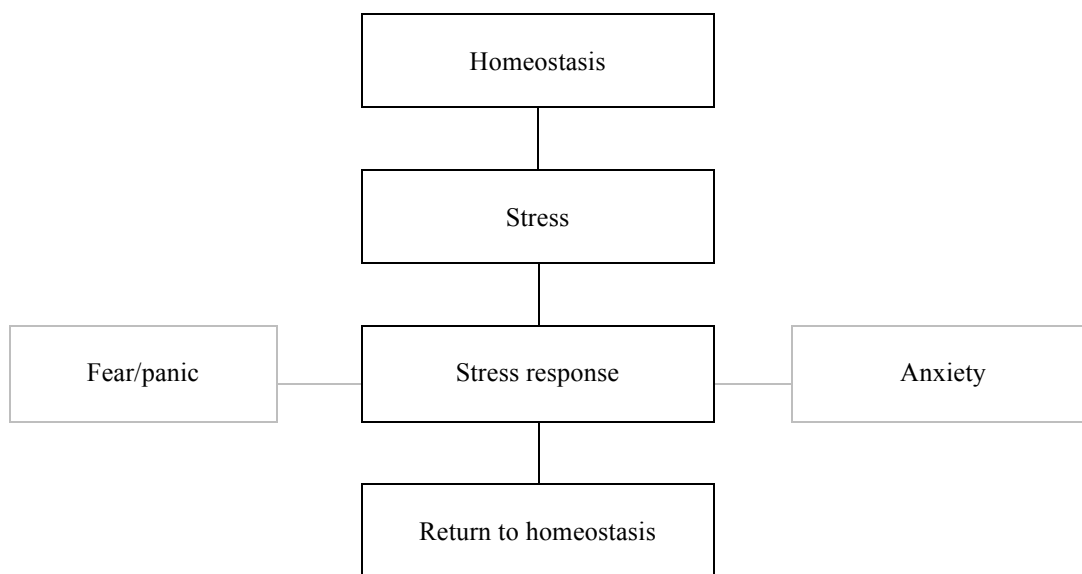 Homeostasis
Stress
Fear/panic
Stress response
Anxiety
Return to homeostasis